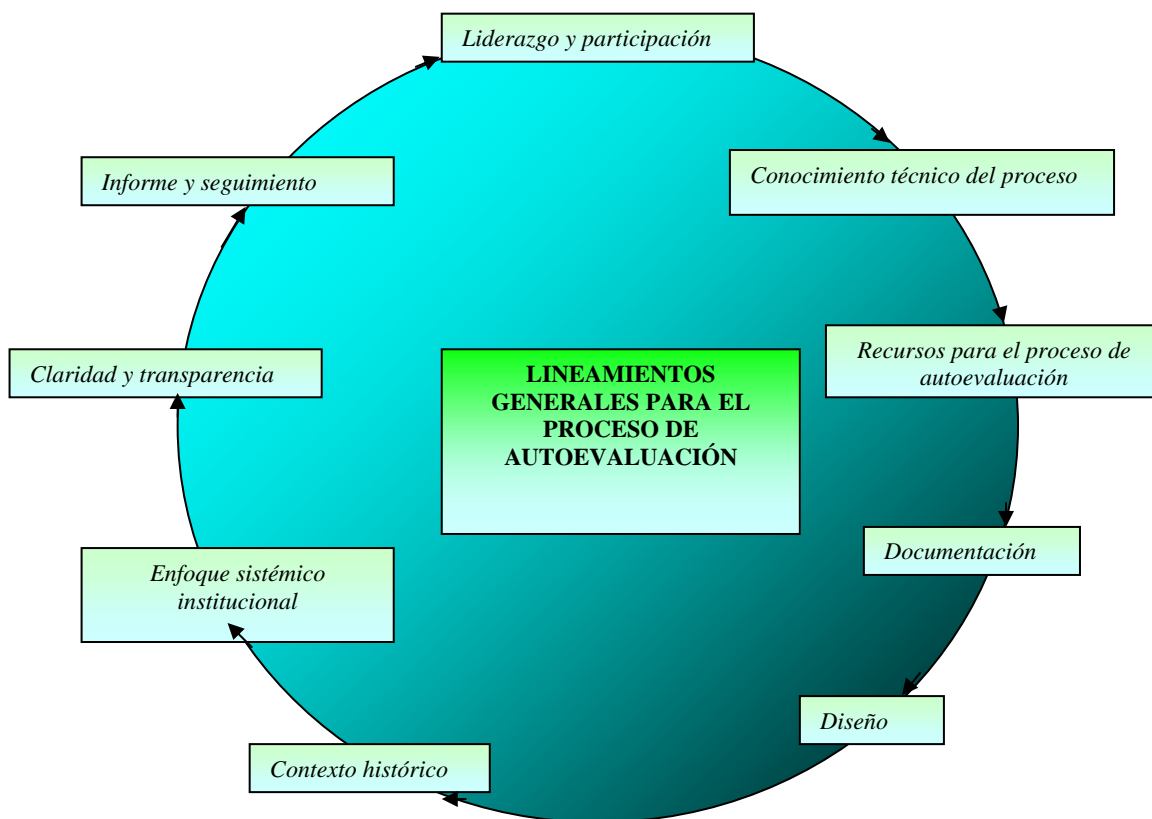 Liderazgo y participación
Conocimiento técnico del proceso
Informe y seguimiento
Recursos para el proceso de
autoevaluación
Claridad y transparencia
LINEAMIENTOS
GENERALES PARA EL
PROCESO DE
AUTOEVALUACIÓN
Documentación
Enfoque sistémico
institucional
Diseño
Contexto histórico